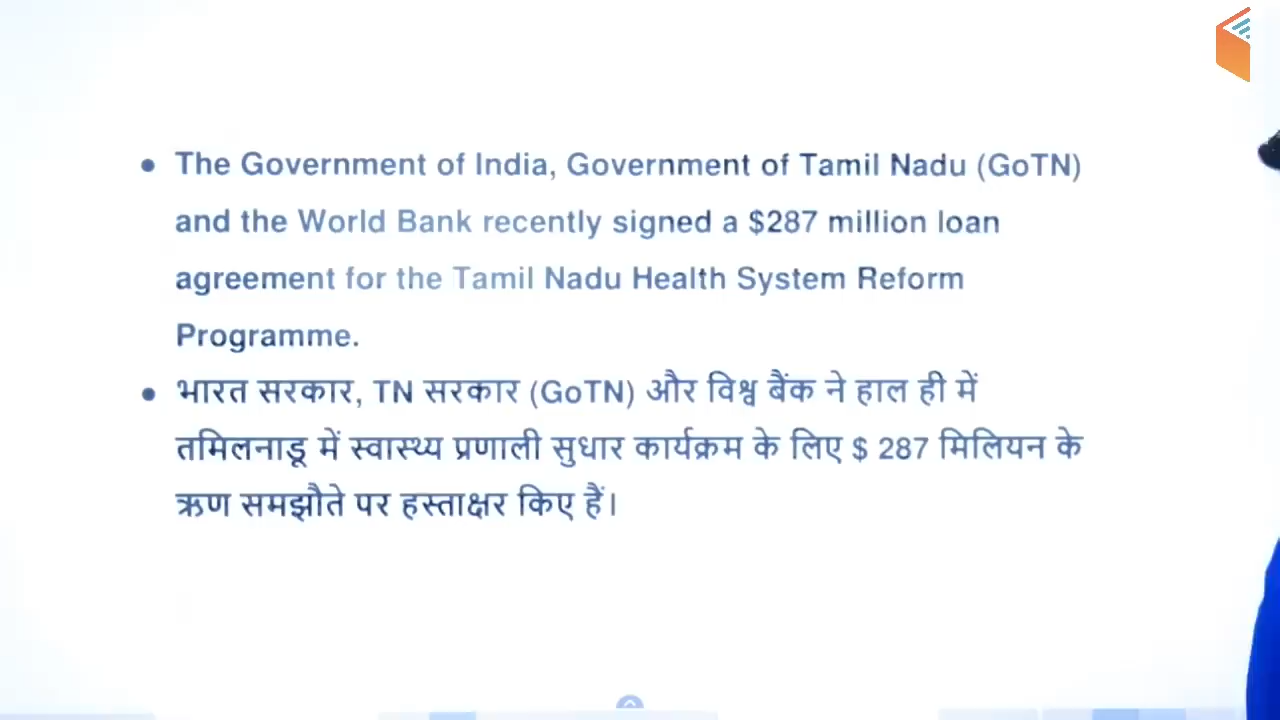 The Government of India, Government of Tamil Nadu (GoTN)
and the World Bank recently signed a $287 million loan
agreement for the Tamil Nadu Health System Reform
Programme.
भारत सरकार, TN सरकार (GoTN) और विश्व बैंक ने हाल ही में
तमिलनाडू में स्वास्थ्य प्रणाली सुधार कार्यक्रम के लिए $ 287 मिलियन के
ऋण समझौते पर हस्ताक्षर किए हैं।